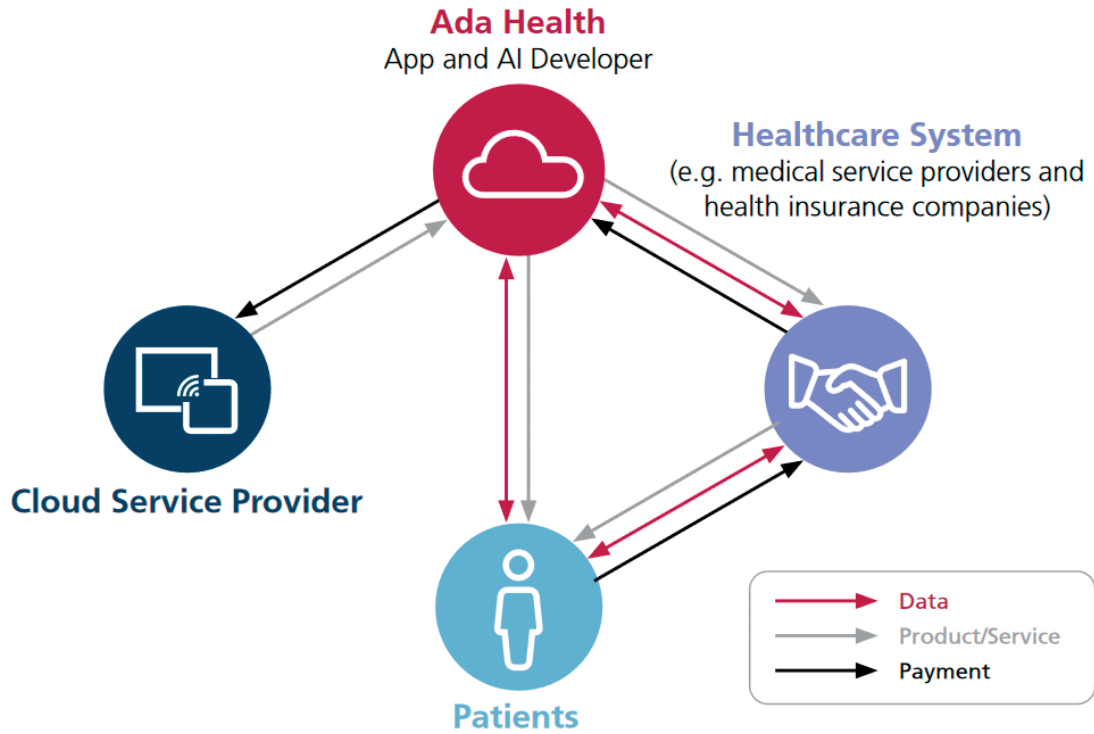 Ada Health
App and AI Developer
Healthcare System
(e.g. medical service providers and
health insurance companies)
Cloud Service Provider
Patients
Data
Product/Service
Payment